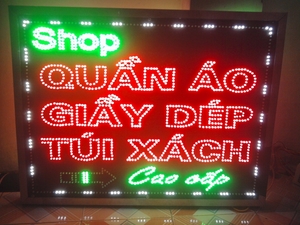 Shop
QUẦN ÁO
GIẦY DÉP
TÚI XÁCH
Cao cấp